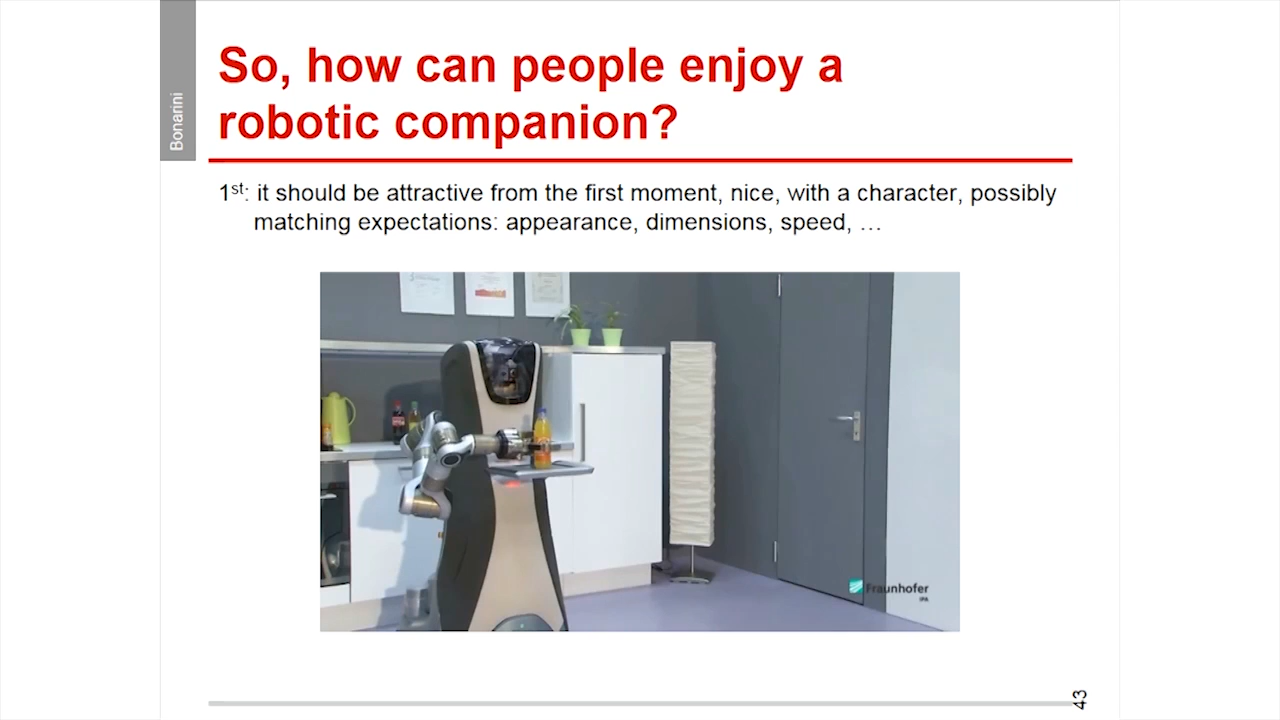 Bonarini
So, how can people enjoy a
robotic companion?
1st: it should be attractive from the first moment, nice, with a character, possibly
matching expectations: appearance, dimensions, speed, …
Fraunhofer
IPA
43